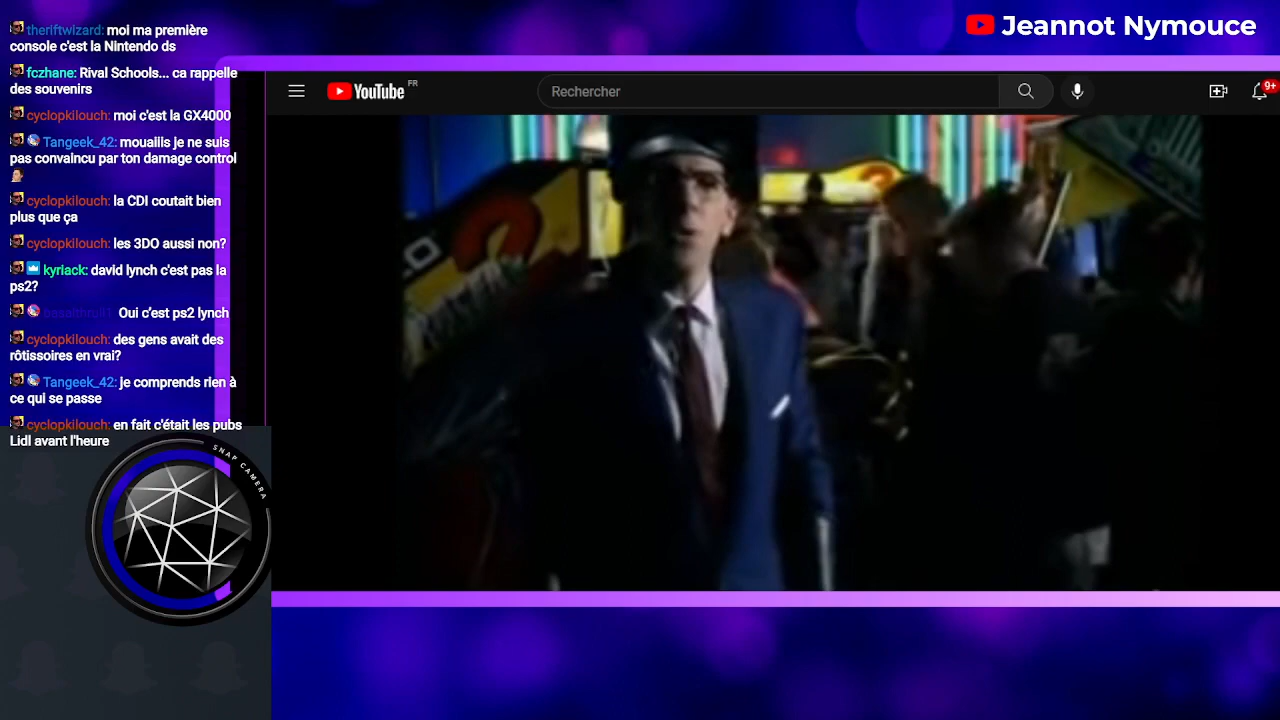 Jeannot Nymouce
theriftwizard: moi ma première
console c'est la Nintendo ds
fczhane: Rival Schools... ca rappelle
des souvenirs
cyclopkilouch: moi c'est la GX4000
Tangeek_42: mouaiiis je ne suis
pas convaincu par ton damage control
cyclopkilouch: la CDI coutait bien
plus que ça
cyclopkilouch: les 3DO aussi non?
kyriack: david lynch c'est pas la
ps2?
Oui c'est ps2 lynch
cyclopkilouch: des gens avait des
rôtissoires en vrai?
Tangeek_42: je comprends rien à
ce qui se passe
cyclopkilouch: en fait c'était les pubs
Lidl avant l'heure
SNAP CAMERA
YouTube FR
Rechercher
9+